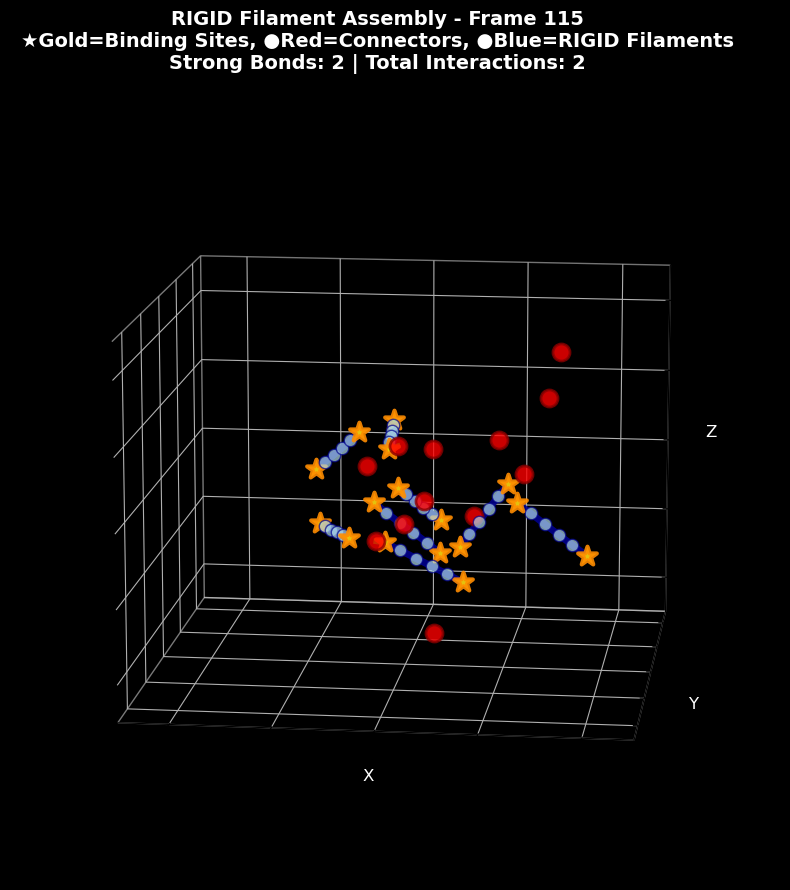 RIGID Filament Assembly - Frame 115
★Gold=Binding Sites, ●Red=Connectors, ●Blue=RIGID Filaments
Strong Bonds: 2 | Total Interactions: 2
Z
Y
X